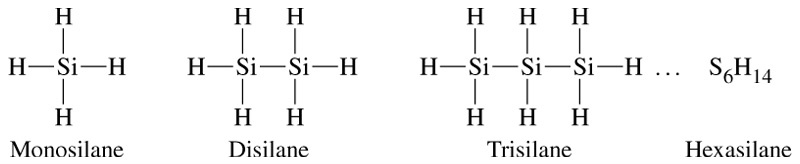 H H H H H H
H—Si—H H—Si—Si—H H—Si—Si—Si—H ... S₆H₁₄
H H H H H H
Monosilane Disilane Trisilane Hexasilane